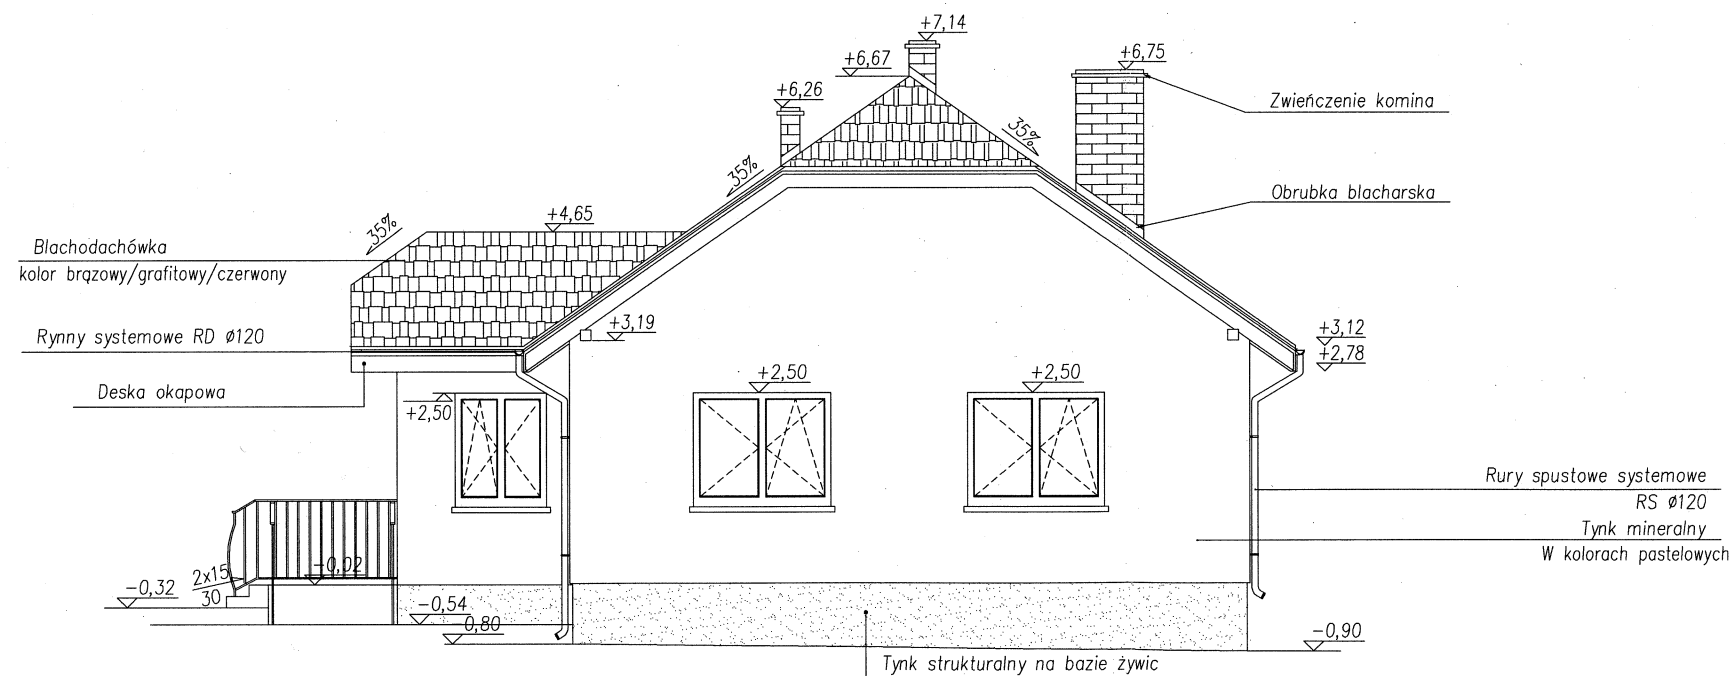 +7,14
+6,67
+6,75
+6,26
Zwieńczenie komina
35%
35%
Obrubka blacharska
+4,65
35%
Blachodachówka
kolor brązowy/grafitowy/czerwony
Rynny systemowe RD ø120
+3,19
+3,12
+2,78
Deska okapowa
+2,50
+2,50
+2,50
Rury spustowe systemowe
RS ø120
Tynk mineralny
W kolorach pastelowych
-0,02
2x15
30
-0,32
-0,54
-0,80
-0,90
Tynk strukturalny na bazie żywic